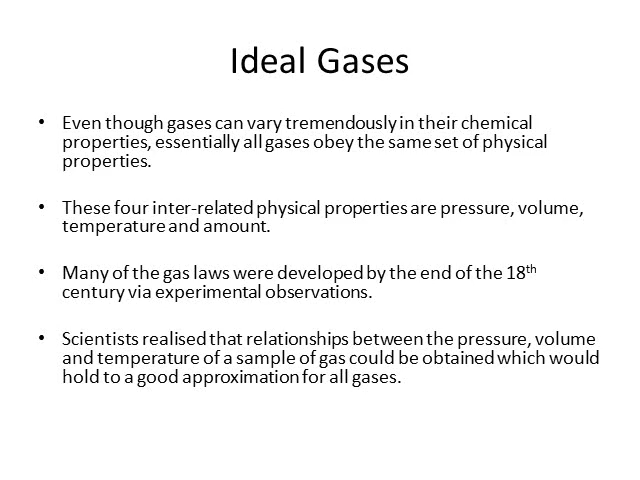 Ideal Gases
• Even though gases can vary tremendously in their chemical
properties, essentially all gases obey the same set of physical
properties.
• These four inter-related physical properties are pressure, volume,
temperature and amount.
• Many of the gas laws were developed by the end of the 18th
century via experimental observations.
• Scientists realised that relationships between the pressure, volume
and temperature of a sample of gas could be obtained which would
hold to a good approximation for all gases.